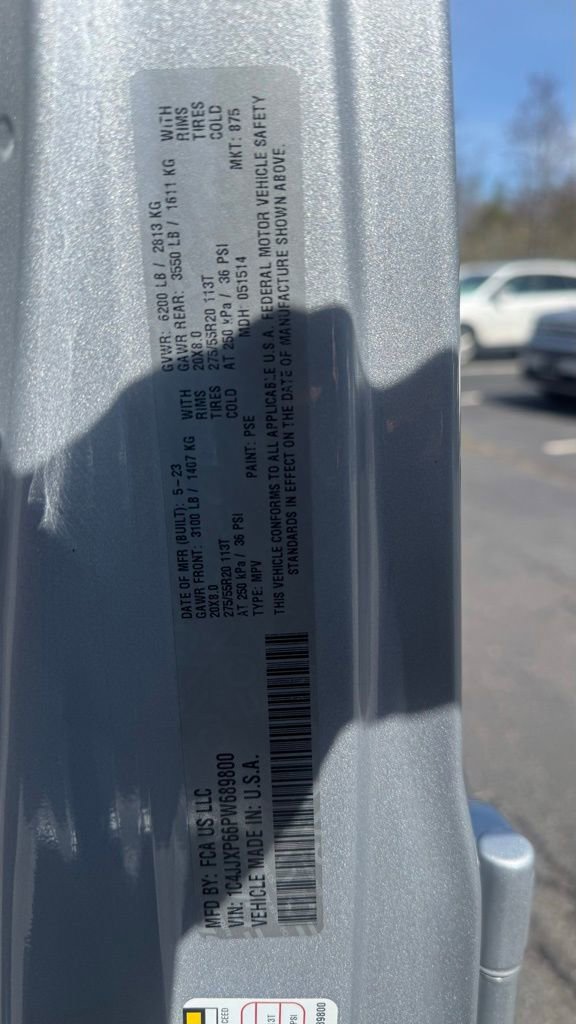 MFD BY: FCA US LLC
VIN: 1C4JJXP66PW689800
VEHICLE MADE IN: U.S.A.
DATE OF MFR (BUILT): 5-23
GAWR FRONT: 3100 LB / 1407 KG WITH
20X8.0 RIMS
275/55R20 113T TIRES
AT 250 kPa / 36 PSI COLD
TYPE: MPV PAINT: PSE
GVWR: 6200 LB / 2813 KG
GAWR REAR: 3550 LB / 1611 KG WITH
20X8.0 RIMS
275/55R20 113T TIRES
AT 250 kPa / 36 PSI COLD
MDH: 051514 MKT: 875
THIS VEHICLE CONFORMS TO ALL APPLICABLE U.S.A. FEDERAL MOTOR VEHICLE SAFETY
STANDARDS IN EFFECT ON THE DATE OF MANUFACTURE SHOWN ABOVE.
CEED
3T
PSI
89800